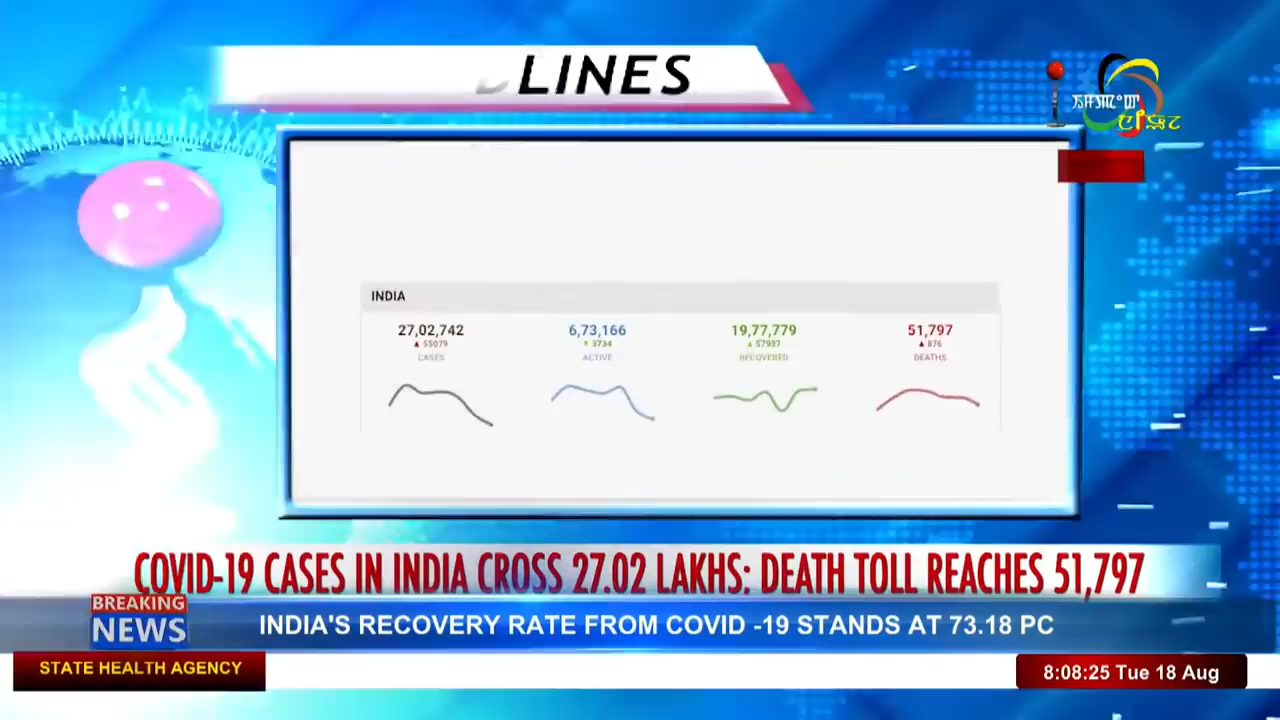 LINES
INDIA
27,02,742 6,73,166 19,77,779 51,797
▲ 55079 ▼ 3734 ▲ 57937 ▲ 876
CASES ACTIVE RECOVERED DEATHS
COVID-19 CASES IN INDIA CROSS 27.02 LAKHS; DEATH TOLL REACHES 51,797
BREAKING
NEWS
INDIA'S RECOVERY RATE FROM COVID -19 STANDS AT 73.18 PC
STATE HEALTH AGENCY
8:08:25 Tue 18 Aug